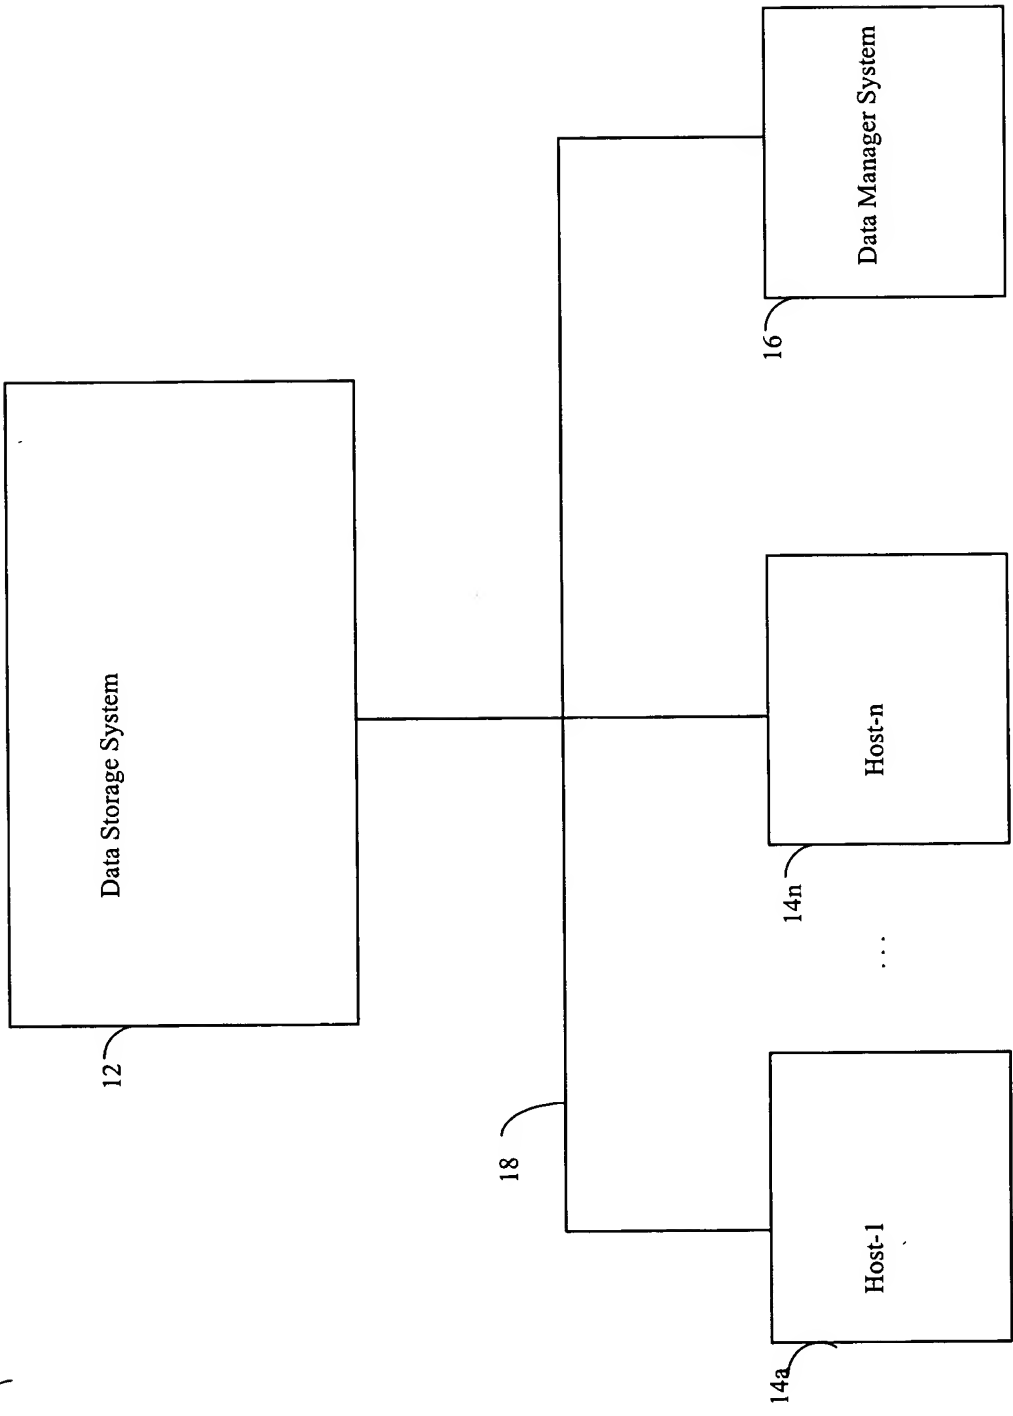 Data Storage System
12
18
Host-1
14a
...
Host-n
14n
Data Manager System
16